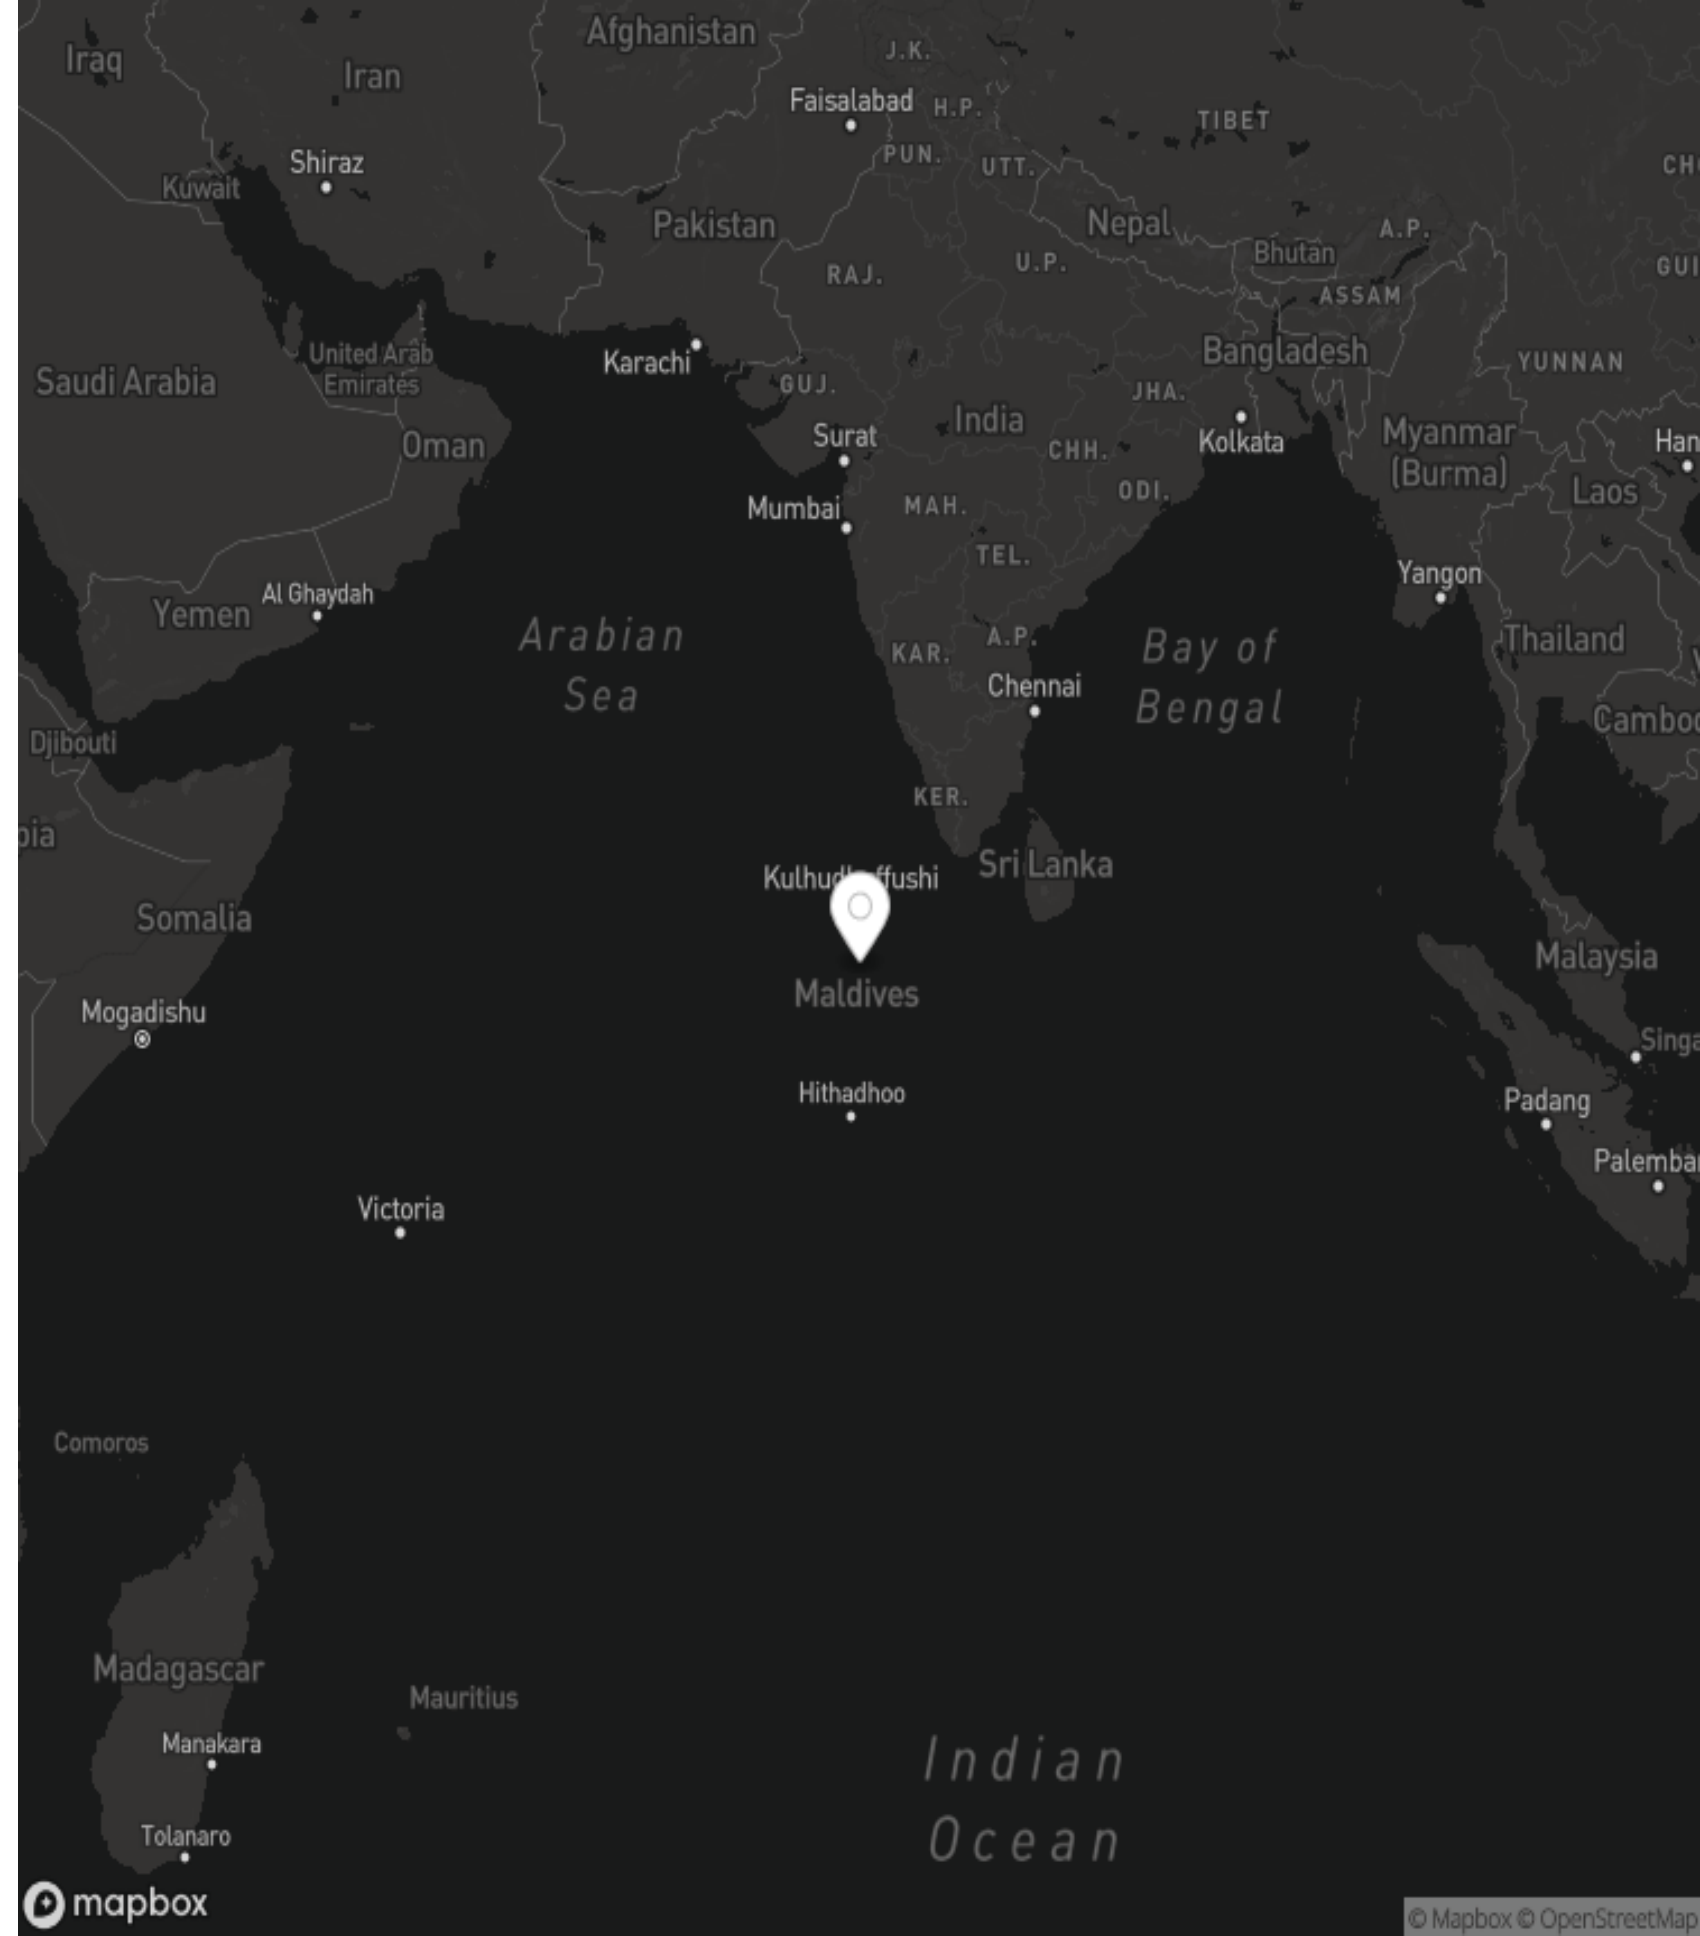 Afghanistan
J.K.
Iraq
Iran
Faisalabad
H.P.
TIBET
PUN.
UTT.
Shiraz
Kuwait
Pakistan
Nepal
A.P.
Bhutan
U.P.
RAJ.
ASSAM
United Arab
Emirates
Karachi
Bangladesh
YUNNAN
Saudi Arabia
GUJ.
JHA.
India
Surat
Oman
Kolkata
CHH.
Myanmar
(Burma)
Laos
ODI.
MAH.
Mumbai
TEL.
Yangon
Al Ghaydah
Yemen
Arabian
Sea
KAR.
A.P.
Bay of
Bengal
Thailand
Chennai
Djibouti
KER.
Sri Lanka
Somalia
Malaysia
Maldives
Mogadishu
Hithadhoo
Padang
Victoria
Comoros
Madagascar
Mauritius
Manakara
Indian
Ocean
Tolanaro
mapbox
© Mapbox © OpenStreetMap